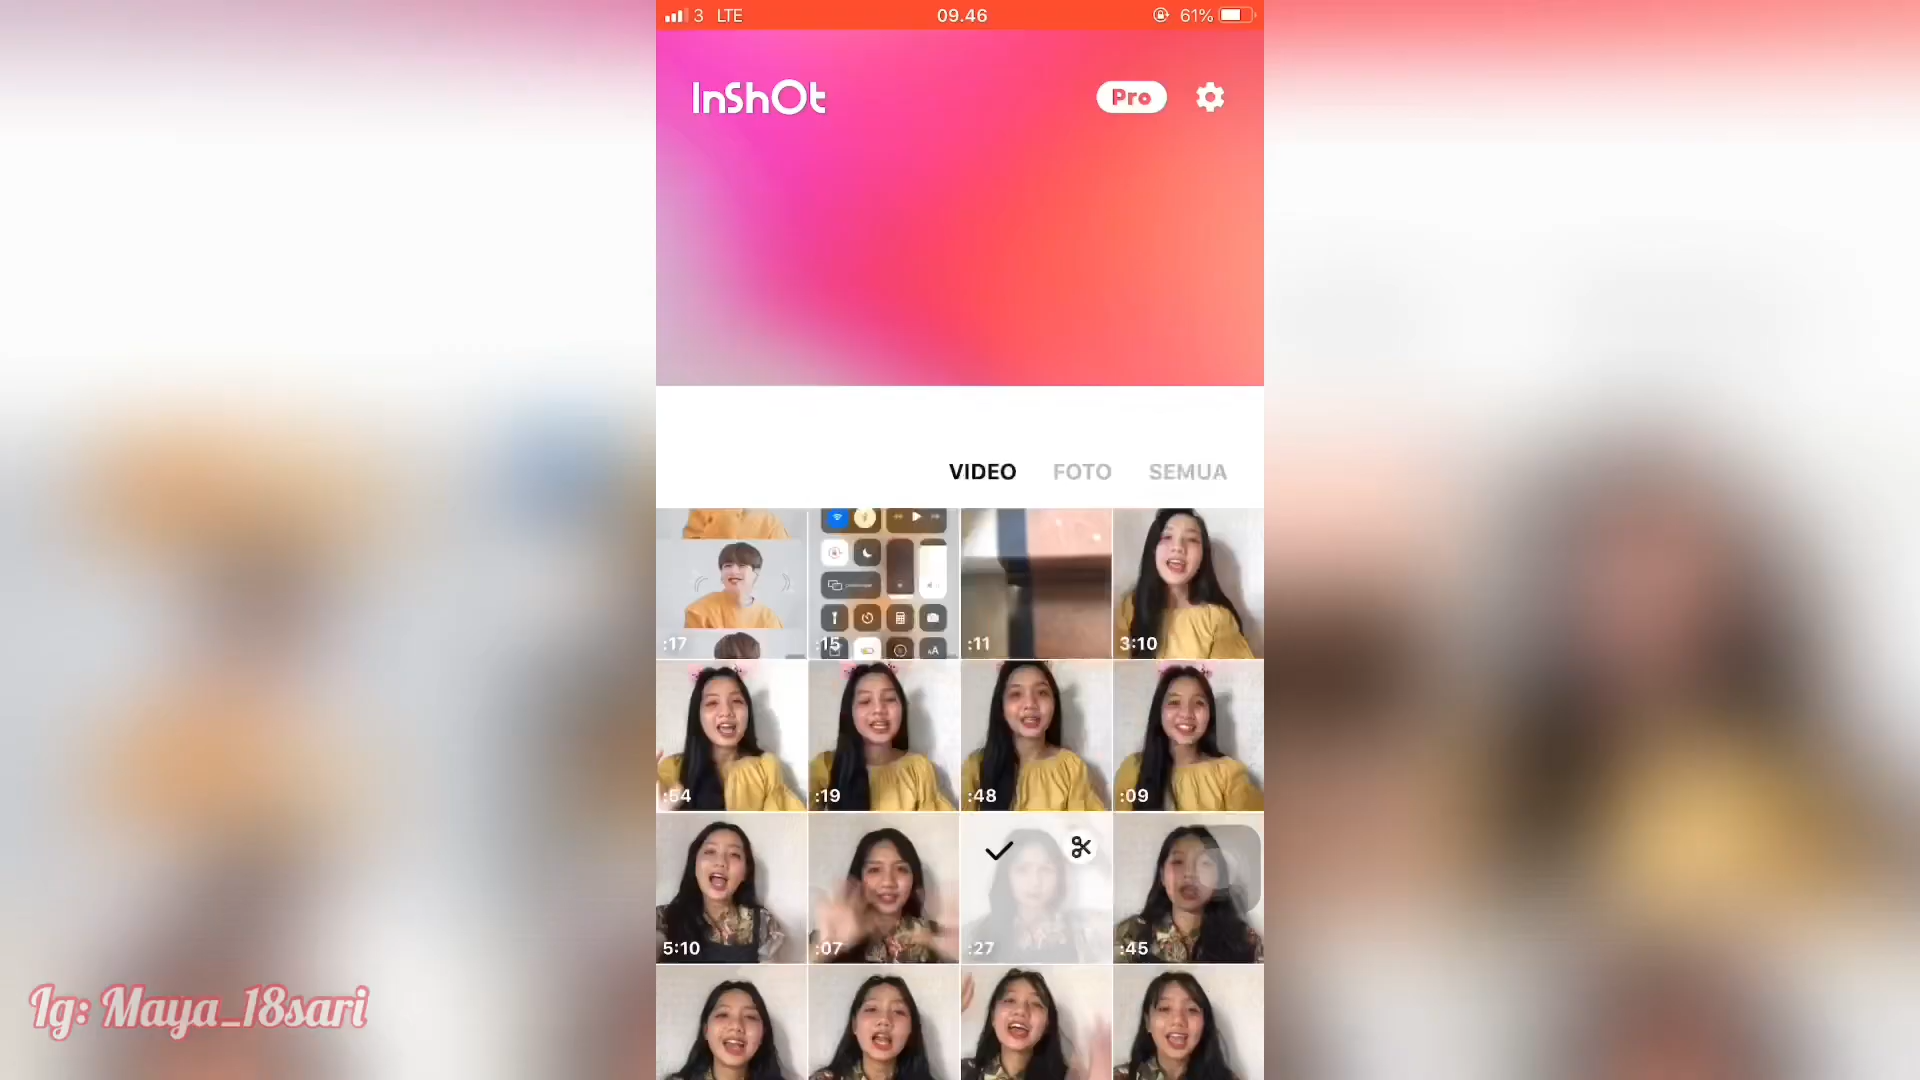 3 LTE 09.46 61%
InShOt Pro
VIDEO FOTO SEMUA
:17 :15 :11 3:10
:54 :19 :48 :09
5:10 :07 :27 :45
Ig: Maya_18sari